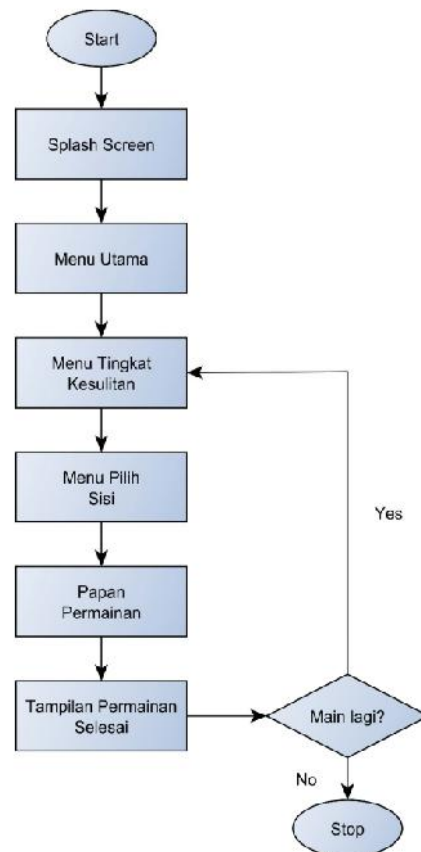 Start
Splash Screen
Menu Utama
Menu Tingkat
Kesulitan
Menu Pilih
Sisi
Yes
Papan
Permainan
Tampilan Permainan
Selesai
Main lagi?
No
Stop